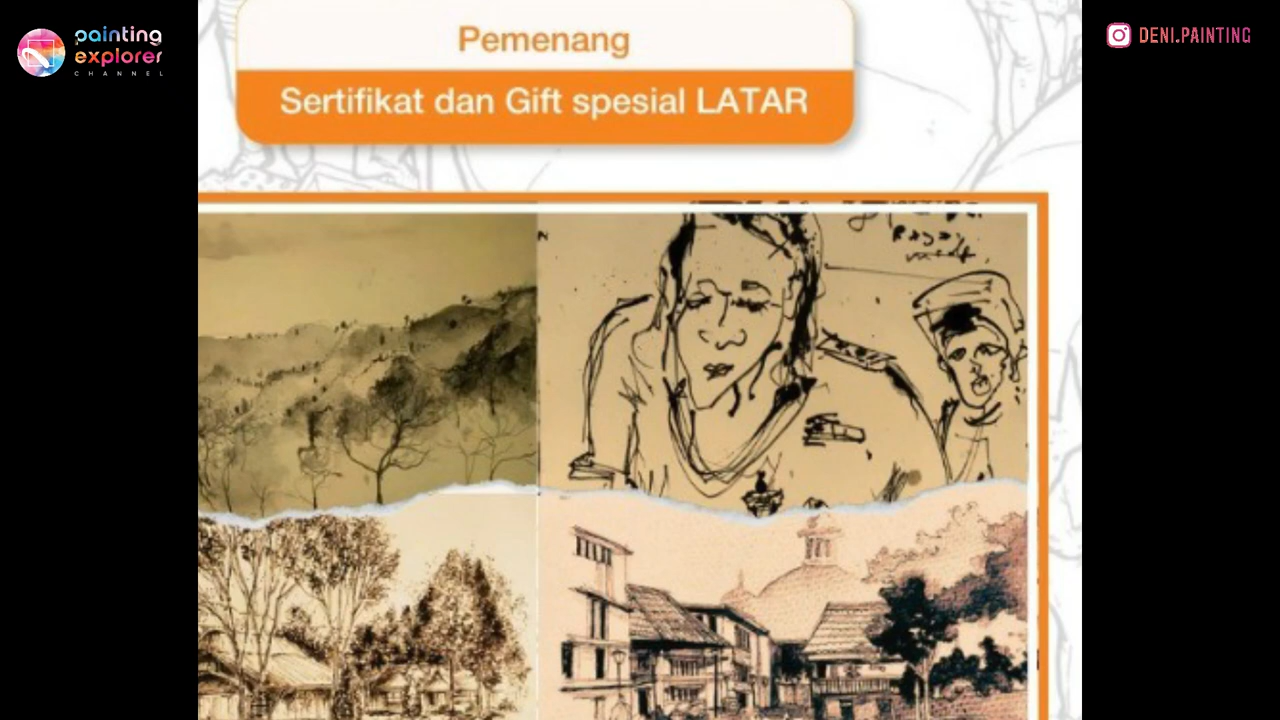 painting
explorer
CHANNEL
DENI.PAINTING
Pemenang
Sertifikat dan Gift spesial LATAR